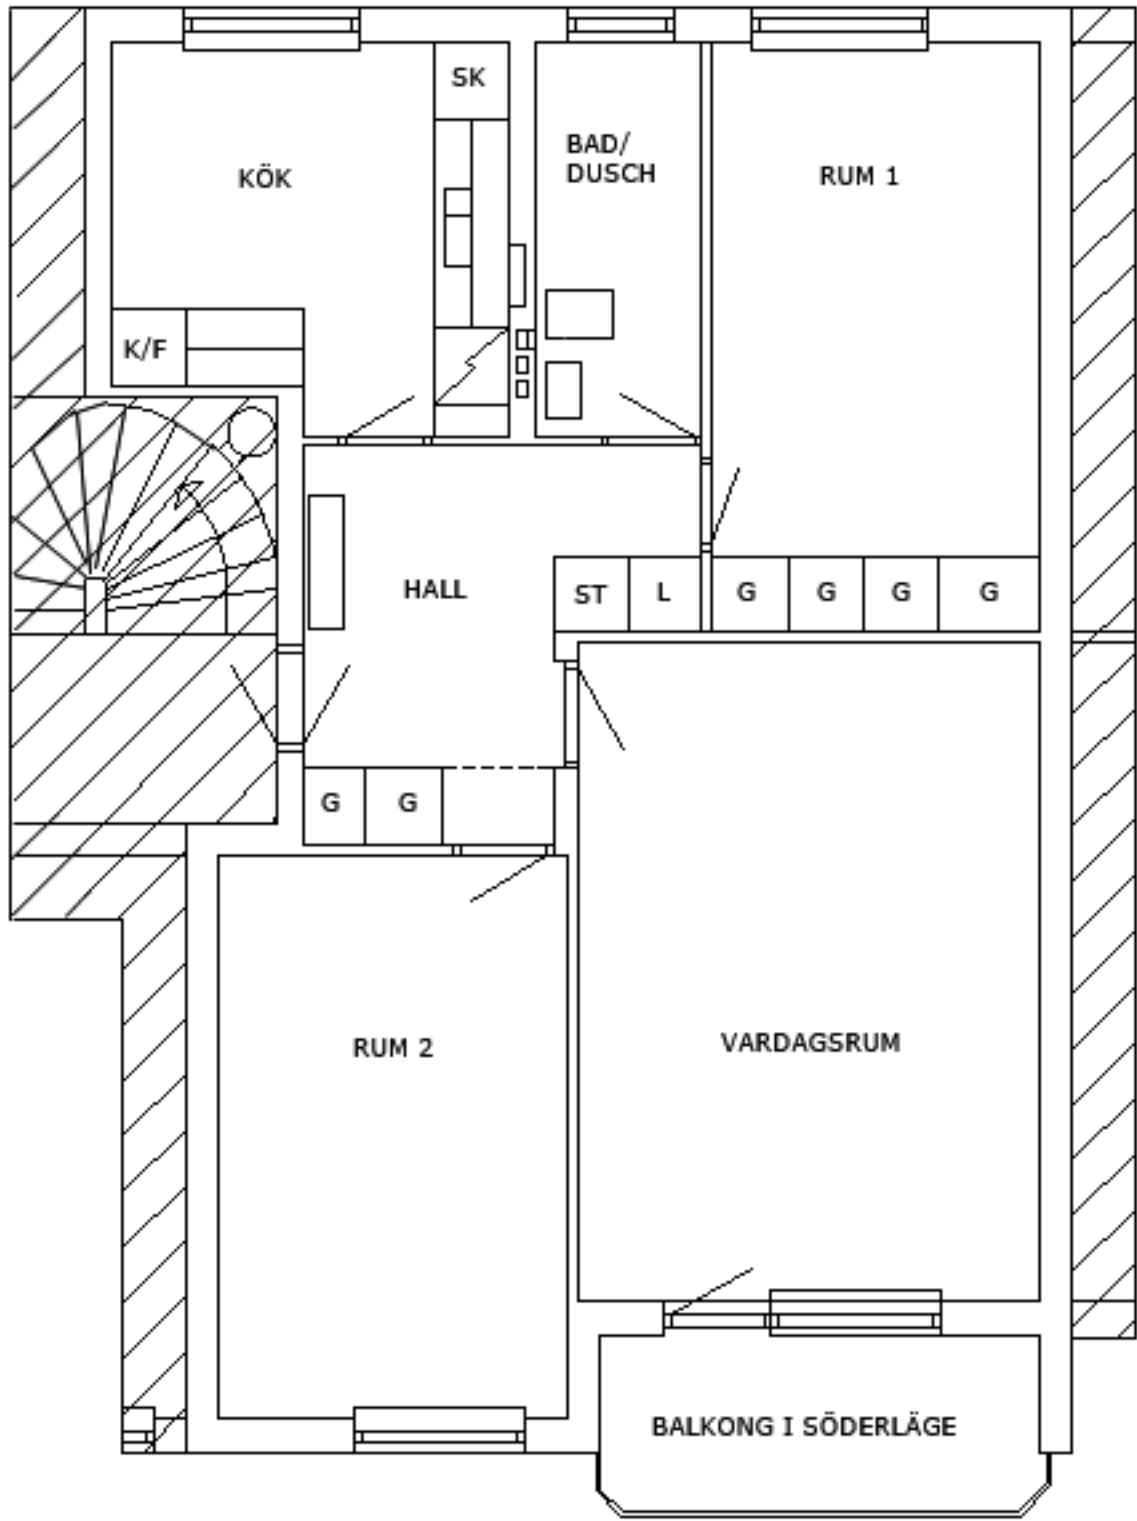 SK
KÖK
BAD/
DUSCH
RUM 1
K/F
HALL
ST
L
G
G
G
G
G
G
RUM 2
VARDAGSRUM
BALKONG I SÖDERLÄGE